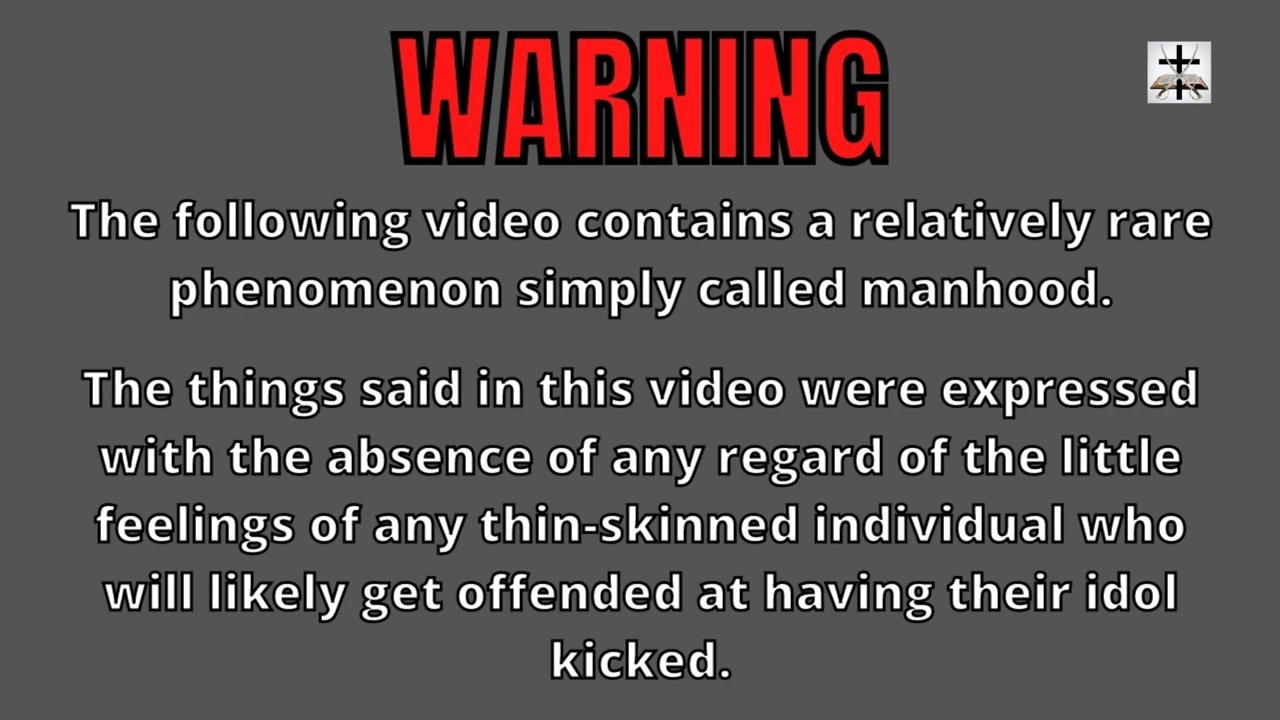 WARNING
The following video contains a relatively rare
phenomenon simply called manhood.
The things said in this video were expressed
with the absence of any regard of the little
feelings of any thin-skinned individual who
will likely get offended at having their idol
kicked.